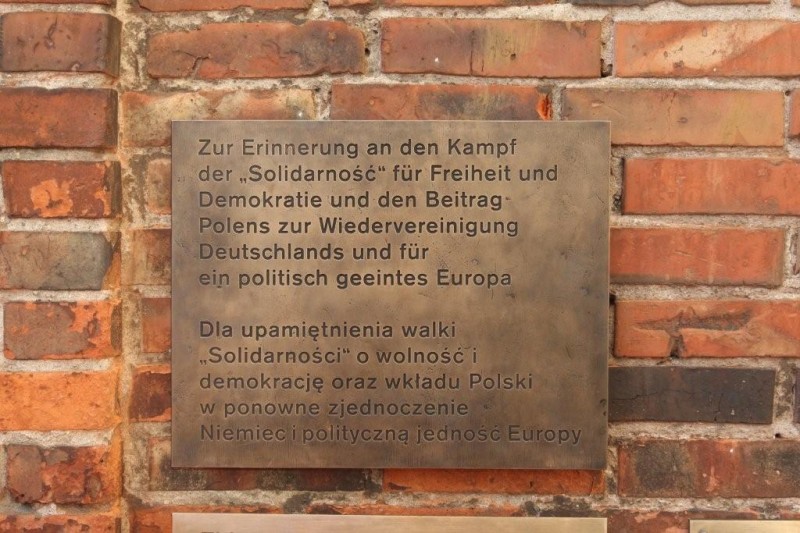 Zur Erinnerung an den Kampf
der „Solidarność“ für Freiheit und
Demokratie und den Beitrag
Polens zur Wiedervereinigung
Deutschlands und für
ein politisch geeintes Europa
Dla upamiętnienia walki
„Solidarności“ o wolność i
demokrację oraz wkładu Polski
w ponowne zjednoczenie
Niemiec i polityczną jedność Europy